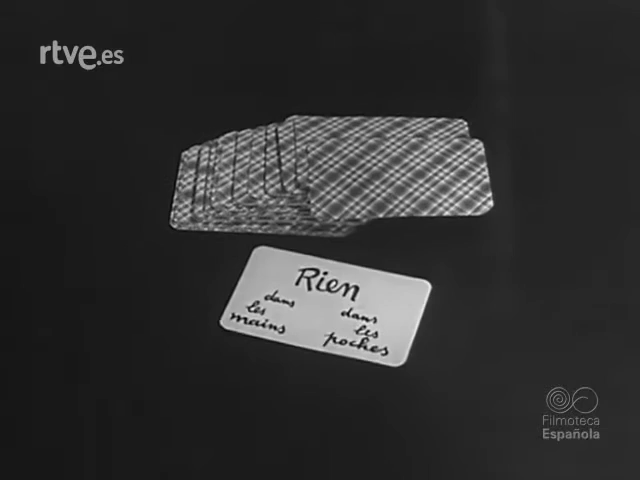 rtve.es
Rien
dans
les
mains
dans
les
poches
Filmoteca
Española